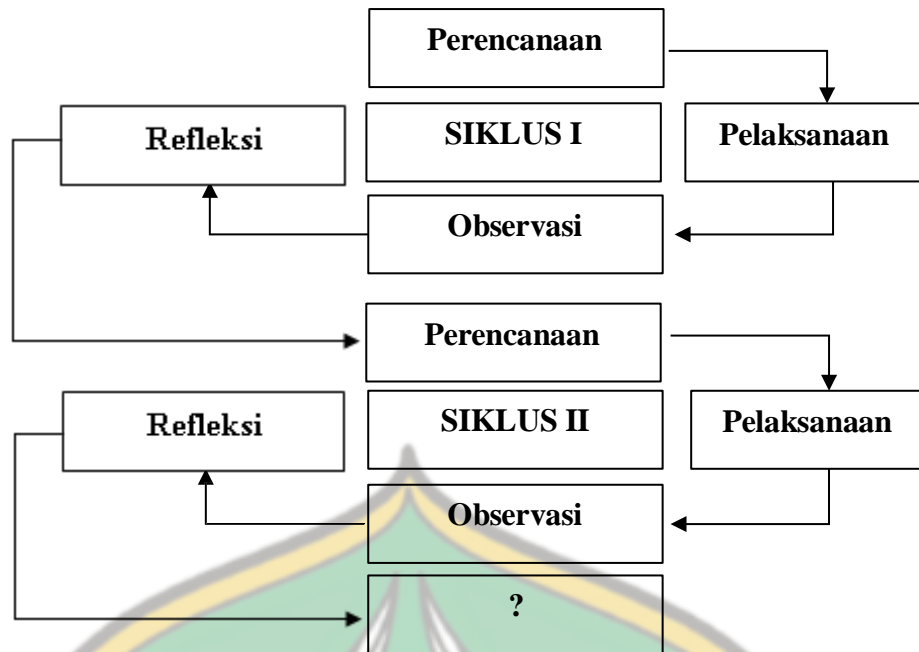 Perencanaan
Refleksi
SIKLUS I
Pelaksanaan
Observasi
Perencanaan
Refleksi
SIKLUS II
Pelaksanaan
Observasi
?